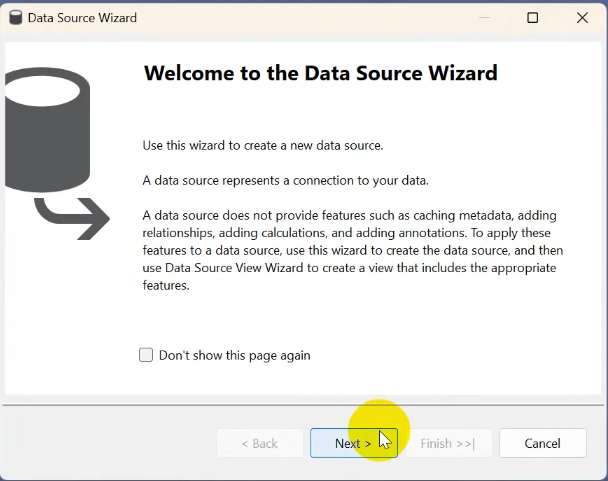 Data Source Wizard
Welcome to the Data Source Wizard
Use this wizard to create a new data source.
A data source represents a connection to your data.
A data source does not provide features such as caching metadata, adding
relationships, adding calculations, and adding annotations. To apply these
features to a data source, use this wizard to create the data source, and then
use Data Source View Wizard to create a view that includes the appropriate
features.
Don't show this page again
< Back Next > Finish >>| Cancel